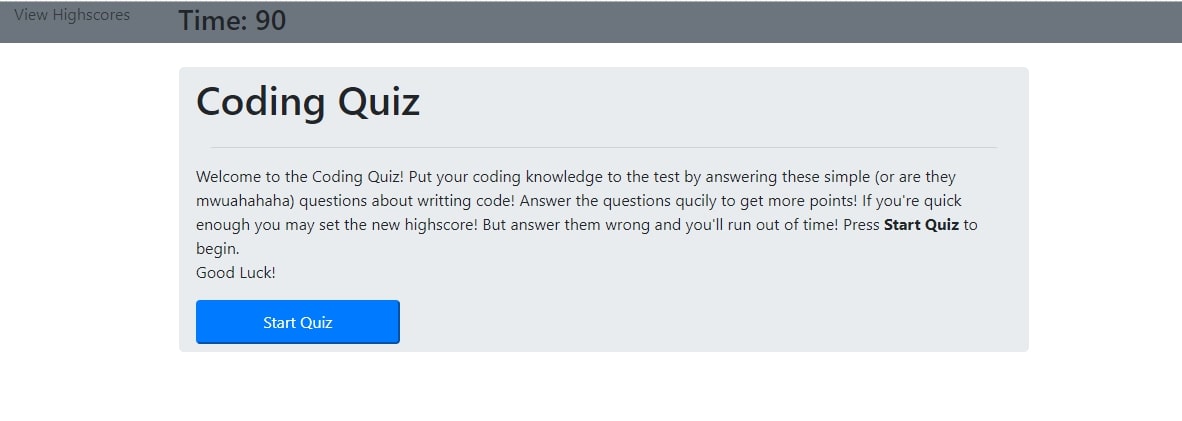 View Highscores
Time: 90
Coding Quiz
Welcome to the Coding Quiz! Put your coding knowledge to the test by answering these simple (or are they
mwuahahaha) questions about writting code! Answer the questions qucily to get more points! If you're quick
enough you may set the new highscore! But answer them wrong and you'll run out of time! Press Start Quiz to
begin.
Good Luck!
Start Quiz